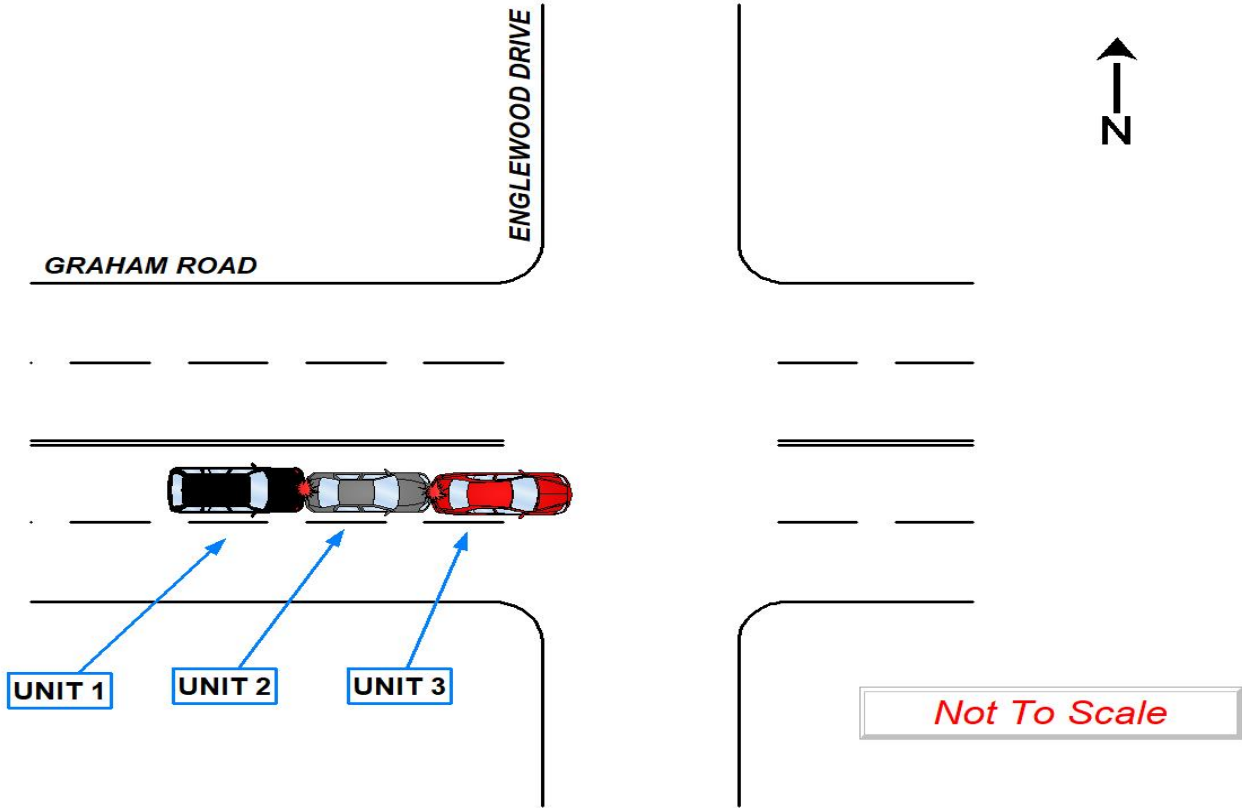 ENGLEWOOD DRIVE
N
GRAHAM ROAD
UNIT 1
UNIT 2
UNIT 3
Not To Scale